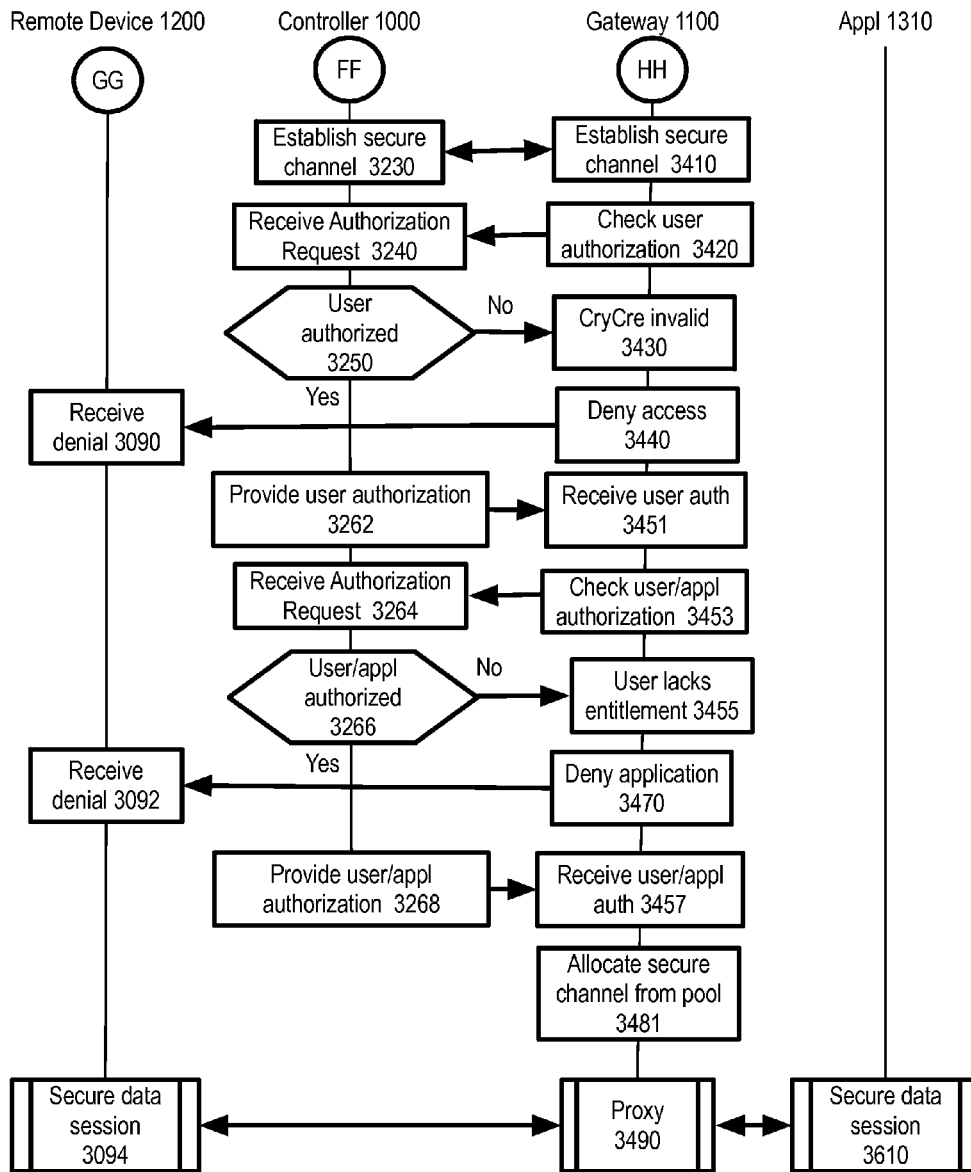 Remote Device 1200
Controller 1000
Gateway 1100
Appl 1310
GG
FF
HH
Establish secure
channel 3230
Establish secure
channel 3410
Receive Authorization
Request 3240
Check user
authorization 3420
User
authorized
3250
No
CryCre invalid
3430
Yes
Receive
denial 3090
Deny access
3440
Provide user authorization
3262
Receive user auth
3451
Receive Authorization
Request 3264
Check user/appl
authorization 3453
User/appl
authorized
3266
No
User lacks
entitlement 3455
Yes
Receive
denial 3092
Deny application
3470
Provide user/appl
authorization 3268
Receive user/appl
auth 3457
Allocate secure
channel from pool
3481
Secure data
session
3094
Proxy
3490
Secure data
session
3610